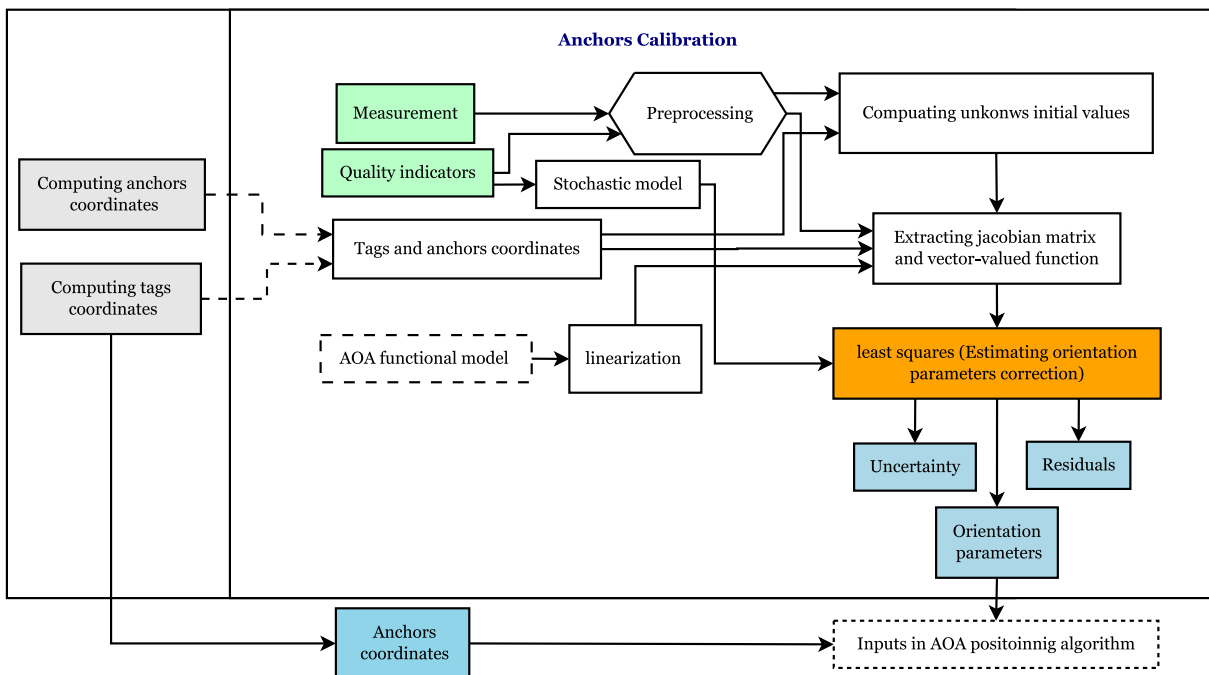 Anchors Calibration
Measurement
Preprocessing
Compuating unkonws initial values
Quality indicators
Stochastic model
Computing anchors
coordinates
Tags and anchors coordinates
Extracting jacobian matrix
and vector-valued function
Computing tags
coordinates
AOA functional model
linearization
least squares (Estimating orientation
parameters correction)
Uncertainty
Residuals
Orientation
parameters
Anchors
coordinates
Inputs in AOA positoinnig algorithm